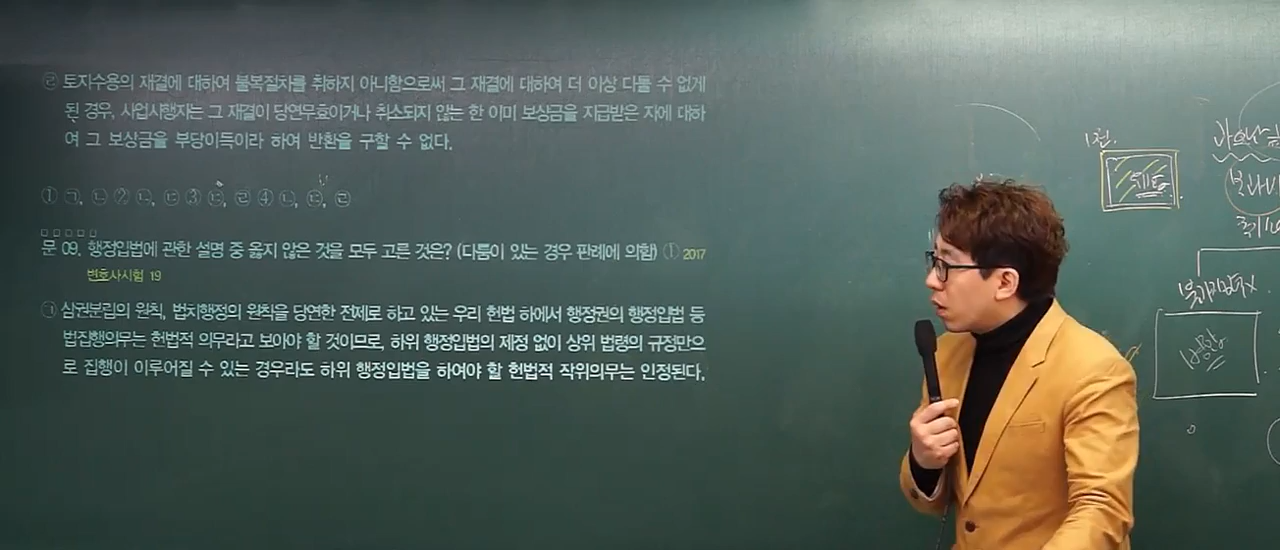 ㉣ 토지수용의 재결에 대하여 불복절차를 취하지 아니함으로써 그 재결에 대하여 더 이상 다툴 수 없게
된 경우, 사업시행자는 그 재결이 당연무효이거나 취소되지 않는 한 이미 보상금을 지급받은 자에 대하
여 그 보상금을 부당이득이라 하여 반환을 구할 수 없다.
① ㉠, ㉡ ② ㉡, ㉢ ③ ㉢, ㉣ ④ ㉡, ㉢, ㉣
문 09. 행정입법에 관한 설명 중 옳지 않은 것을 모두 고른 것은? (다툼이 있는 경우 판례에 의함) ① 2017
변호사시험 19
㉠ 삼권분립의 원칙, 법치행정의 원칙을 당연한 전제로 하고 있는 우리 헌법 하에서 행정권의 행정입법 등
법집행의무는 헌법적 의무라고 보아야 할 것이므로, 하위 행정입법의 제정 없이 상위 법령의 규정만으
로 집행이 이루어질 수 있는 경우라도 하위 행정입법을 하여야 할 헌법적 작위의무는 인정된다.